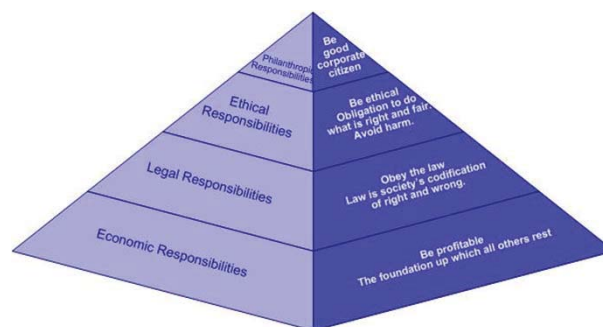 Philanthropic
Responsibilities
Be
good
corporate
citizen
Ethical
Responsibilities
Be ethical
Obligation to do
what is right and fair.
Avoid harm.
Legal Responsibilities
Obey the law
Law is society's codification
of right and wrong.
Economic Responsibilities
Be profitable
The foundation up which all others rest